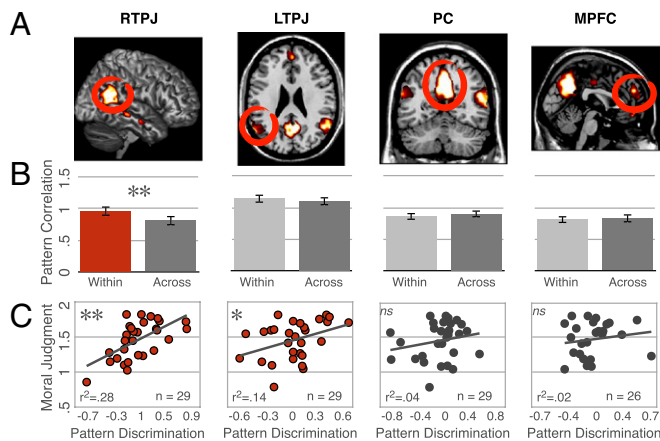 RTPJ LTPJ PC MPFC
A
B
Pattern Correlation
1.5
1
.5
0
**
Within Across Within Across Within Across Within Across
C
Moral Judgment
2
1.5
1
.5
** * ns ns
r²=.28 n = 29 r²=.14 n = 29 r²=.04 n = 29 r²=.02 n = 26
-0.7 -0.3 1 0.5 0.9 -0.6 -0.3 0 0.3 0.6 -0.8 -0.4 0 0.4 0.8 -0.7 -0.4 0 0.4 0.7
Pattern Discrimination Pattern Discrimination Pattern Discrimination Pattern Discrimination